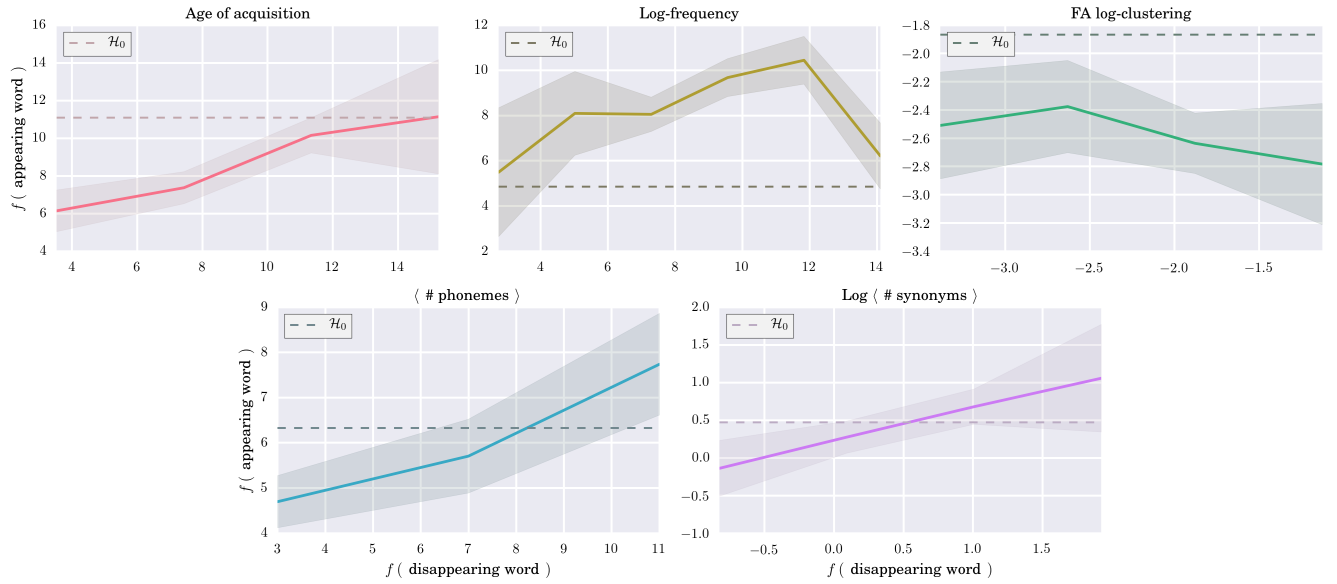 Age of acquisition
Log-frequency
FA log-clustering
16
14
12
10
8
6
4
4 6 8 10 12 14
f ( appearing word )
ℋ₀
12
10
8
6
4
2
4 6 8 10 12 14
ℋ₀
−1.8
−2.0
−2.2
−2.4
−2.6
−2.8
−3.0
−3.2
−3.4
−3.0 −2.5 −2.0 −1.5
ℋ₀
⟨ # phonemes ⟩
9
8
7
6
5
4
3 4 5 6 7 8 9 10 11
f ( appearing word )
f ( disappearing word )
ℋ₀
Log ⟨ # synonyms ⟩
2.0
1.5
1.0
0.5
0.0
−0.5
−1.0
−0.5 0.0 0.5 1.0 1.5
f ( disappearing word )
ℋ₀